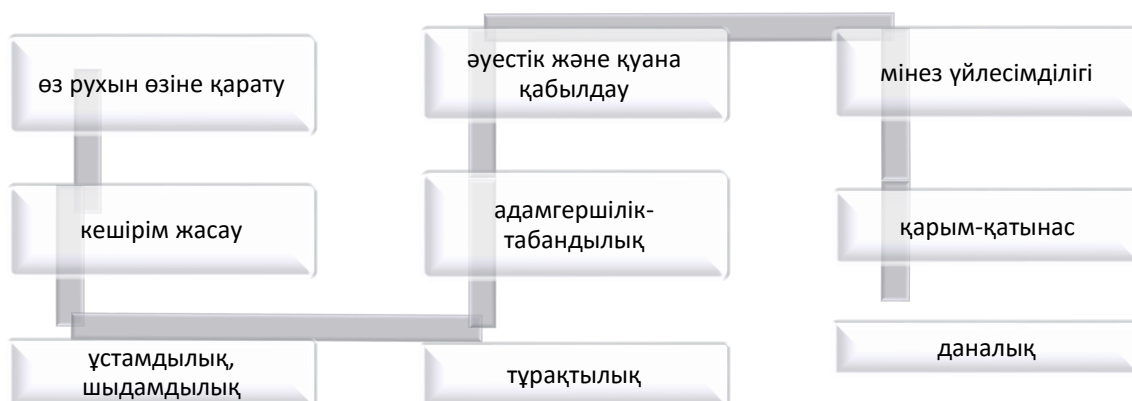 өз рухын өзіне қарату
кешірім жасау
ұстамдылық,
шыдамдылық
тұрақтылық
адамгершілік-
табандылық
әуестік және қуана
қабылдау
мінез үйлесімділігі
қарым-қатынас
даналық